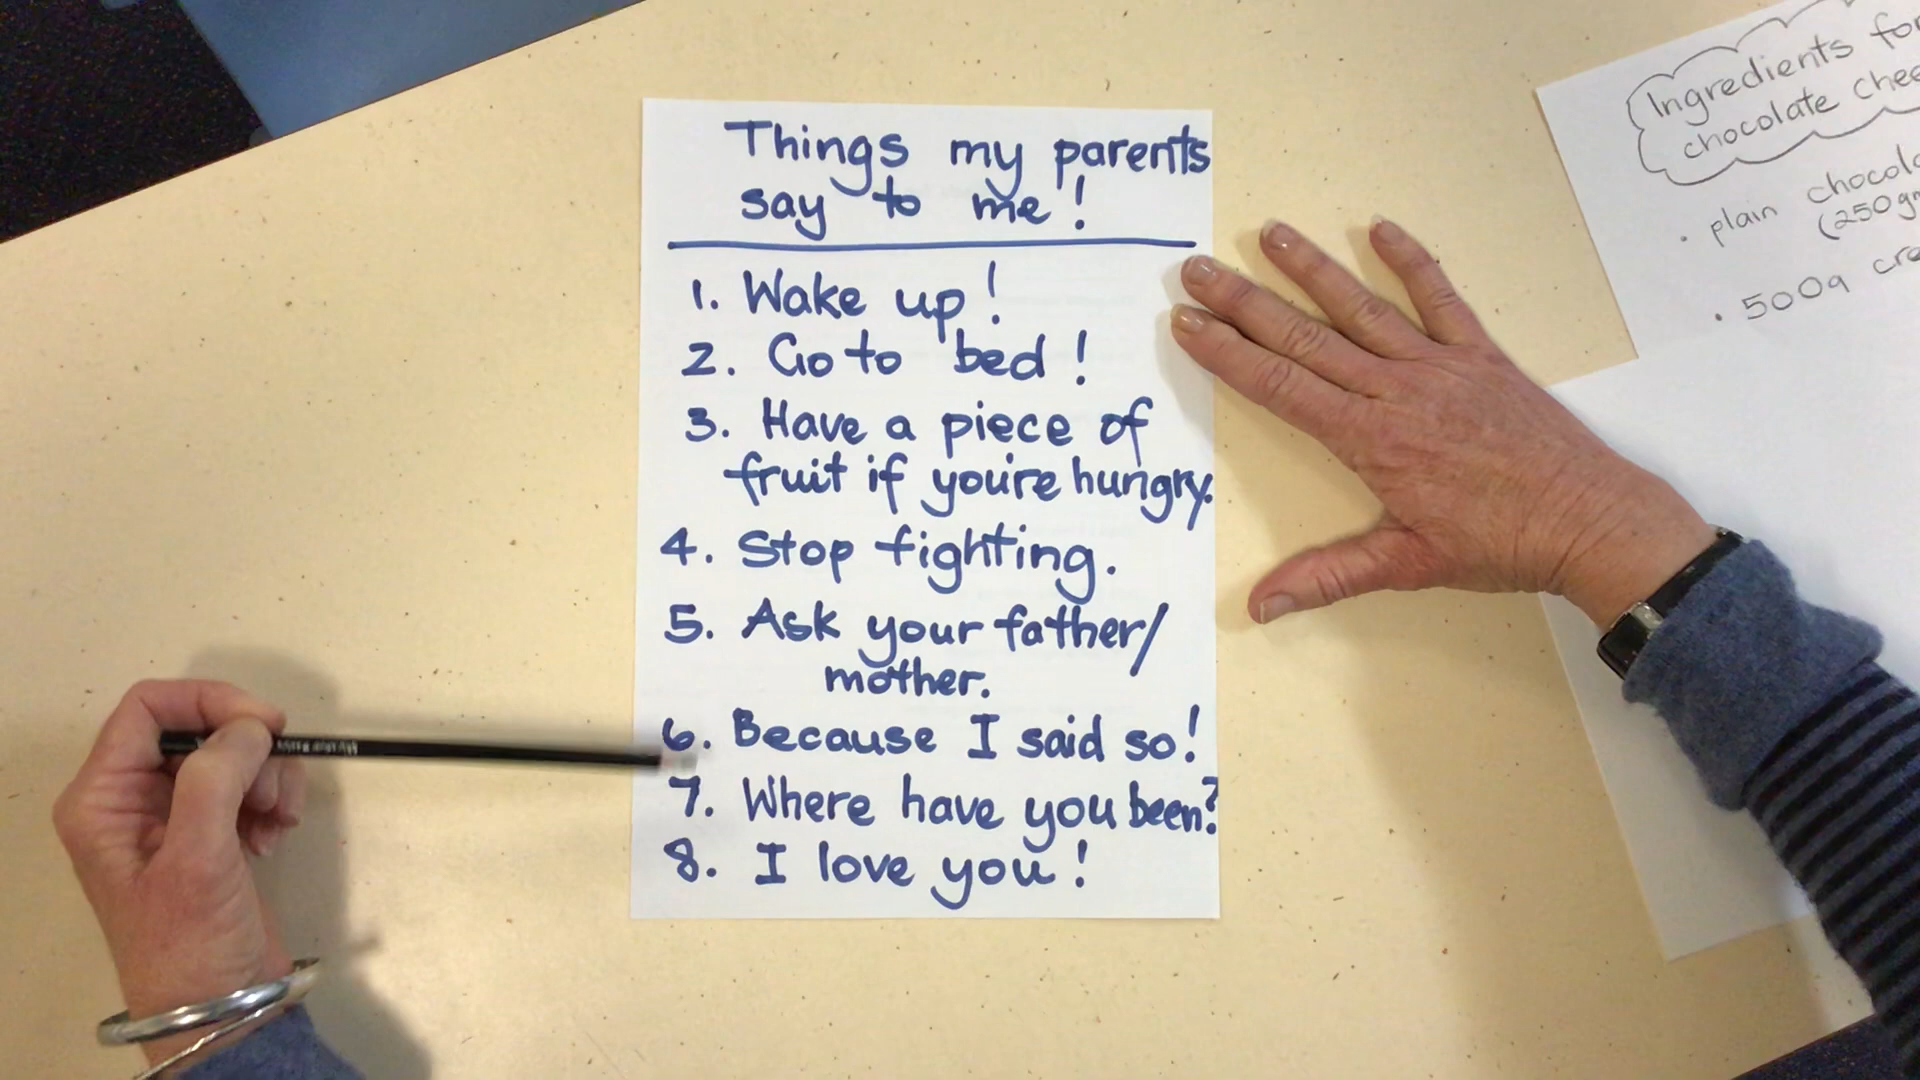 Things my parents
say to me!
1. Wake up!
2. Go to bed!
3. Have a piece of
fruit if you're hungry.
4. Stop fighting.
5. Ask your father/
mother.
6. Because I said so!
7. Where have you been?
8. I love you!
Ingredients for
chocolate
• plain
(250
• 500g